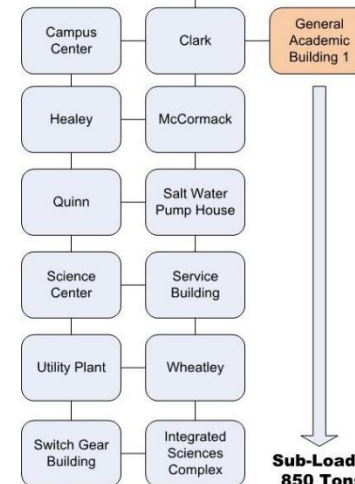 Campus
Center
Clark
General
Academic
Building 1
Healey
McCormack
Quinn
Salt Water
Pump House
Science
Center
Service
Building
Utility Plant
Wheatley
Switch Gear
Building
Integrated
Sciences
Complex
Sub-Load
850 Tons